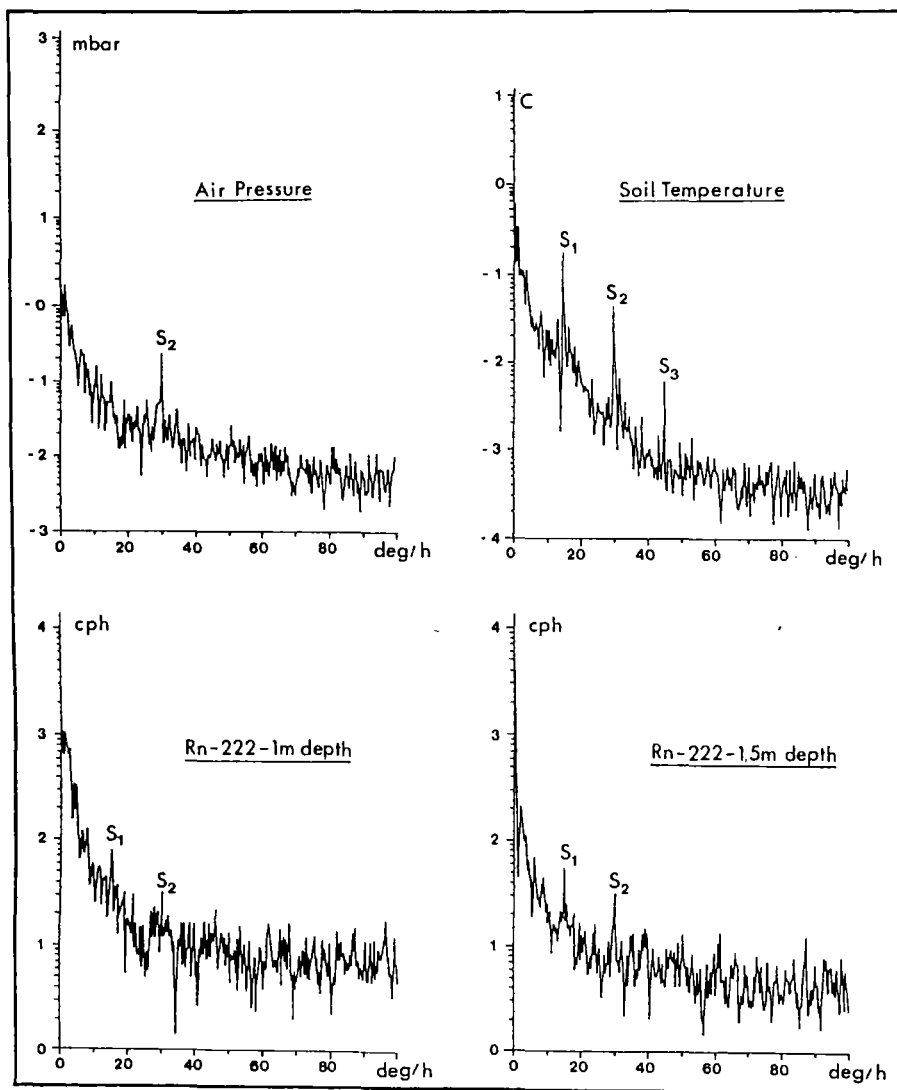 mbar
3
2
1
- 0
- 1
- 2
- 3
Air Pressure
S2
0 20 40 60 80
deg/h
C
1
0
- 1
- 2
- 3
- 4
Soil Temperature
S1
S2
S3
0 20 40 60 80
deg/h
cph
4
3
2
1
0
Rn-222-1m depth
S1
S2
0 20 40 60 80
deg/h
cph
4
3
2
1
0
Rn-222-1.5m depth
S1
S2
0 20 40 60 80
deg/h